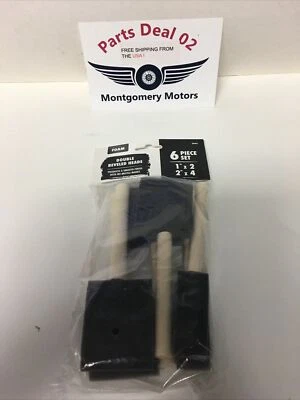 Parts Deal 02
FREE SHIPPING FROM
THE USA!
Montgomery Motors
FOAM
DOUBLE
BEVELED HEADS
6 PIECE
SET
1" x 2
2" x 4